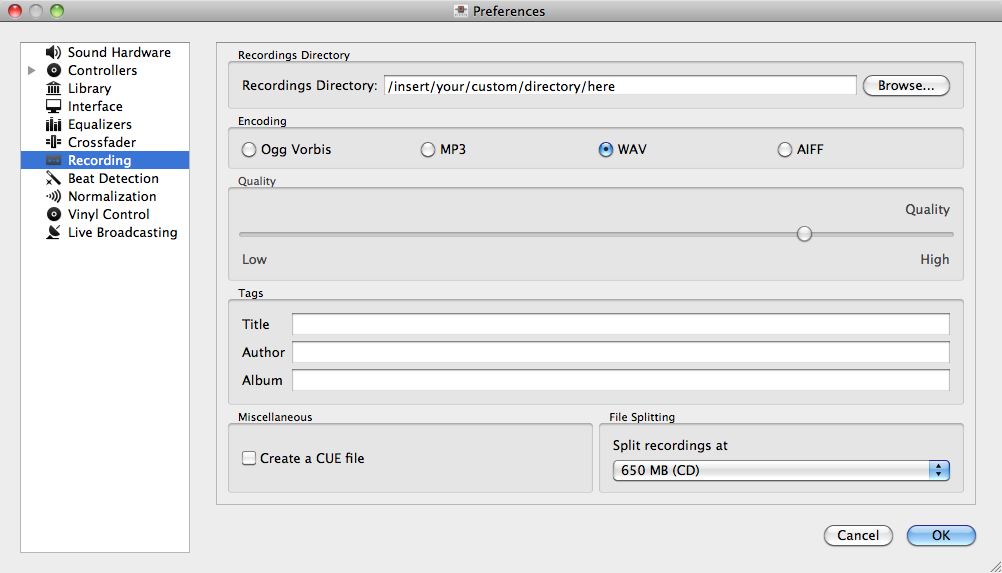 Preferences
Sound Hardware
Controllers
Library
Interface
Equalizers
Crossfader
Recording
Beat Detection
Normalization
Vinyl Control
Live Broadcasting
Recordings Directory
Recordings Directory: /insert/your/custom/directory/here Browse...
Encoding
Ogg Vorbis MP3 WAV AIFF
Quality
Quality
Low High
Tags
Title
Author
Album
Miscellaneous
Create a CUE file
File Splitting
Split recordings at
650 MB (CD)
Cancel OK